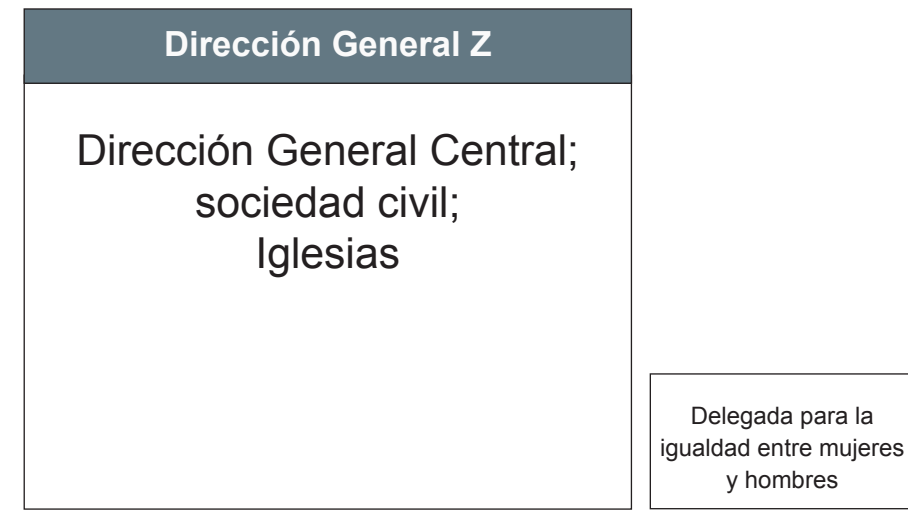 Dirección General Z
Dirección General Central;
sociedad civil;
Iglesias
Delegada para la
igualdad entre mujeres
y hombres